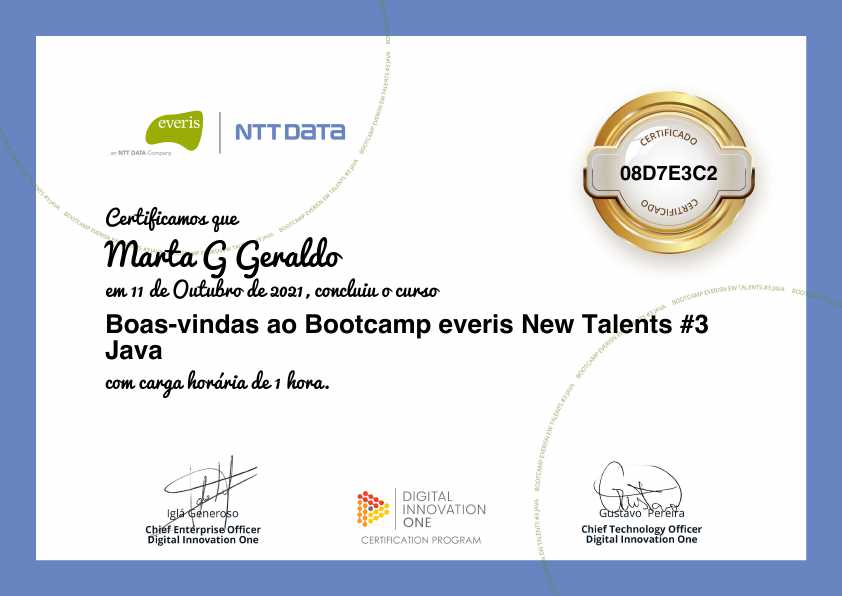 everis
an NTT DATA Company
NTT DATA
CERTIFICADO
08D7E3C2
CERTIFICADO
Certificamos que
Marta G Geraldo
em 11 de Outubro de 2021, concluiu o curso
Boas-vindas ao Bootcamp everis New Talents #3
Java
com carga horária de 1 hora.
Iglá Generoso
Chief Enterprise Officer
Digital Innovation One
DIGITAL
INNOVATION
ONE
CERTIFICATION PROGRAM
Gustavo Pereira
Chief Technology Officer
Digital Innovation One